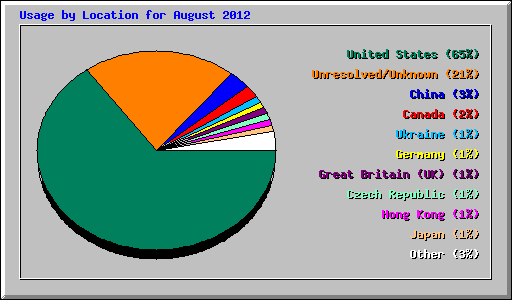 Usage by Location for August 2012
United States (65%)
Unresolved/Unknown (21%)
China (3%)
Canada (2%)
Ukraine (1%)
Germany (1%)
Great Britain (UK) (1%)
Czech Republic (1%)
Hong Kong (1%)
Japan (1%)
Other (3%)